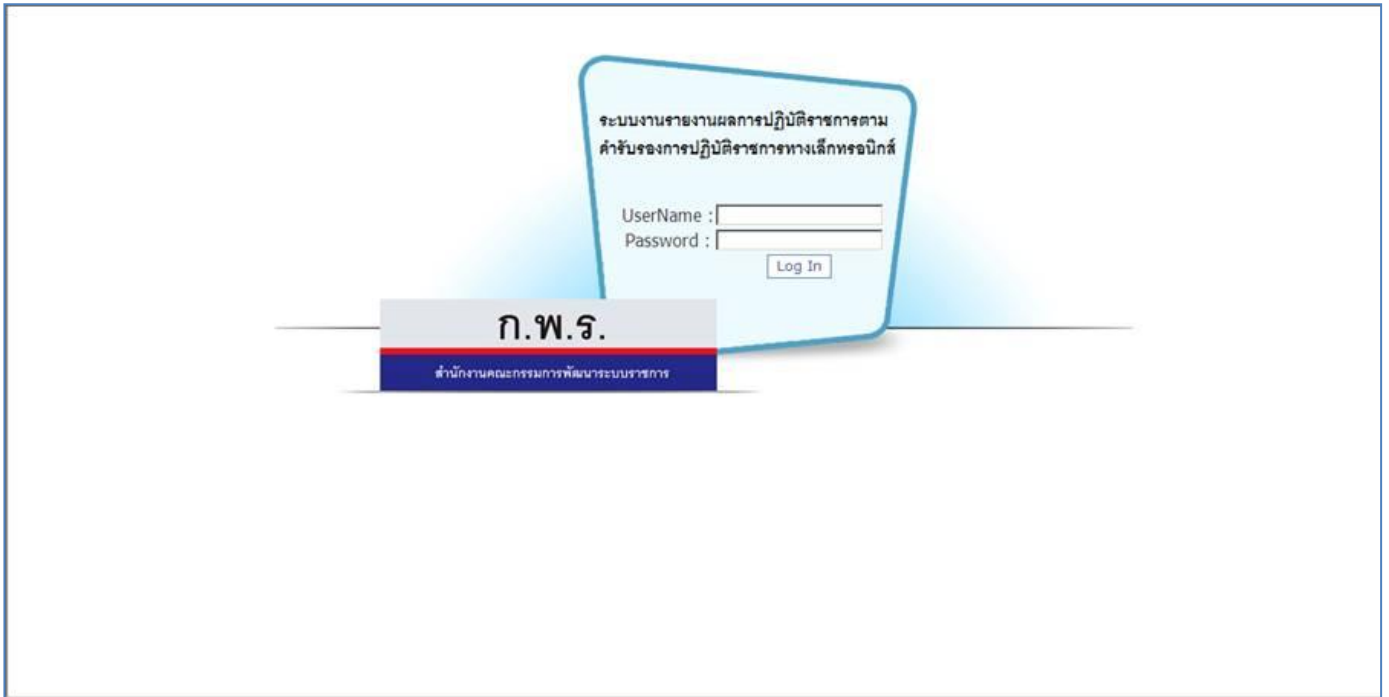 ระบบงานรายงานผลการปฏิบัติราชการตาม
คำรับรองการปฏิบัติราชการทางเล็กทรอนิกส์
UserName :
Password :
Log In
ก.พ.ร.
สำนักงานคณะกรรมการพัฒนาระบบราชการ